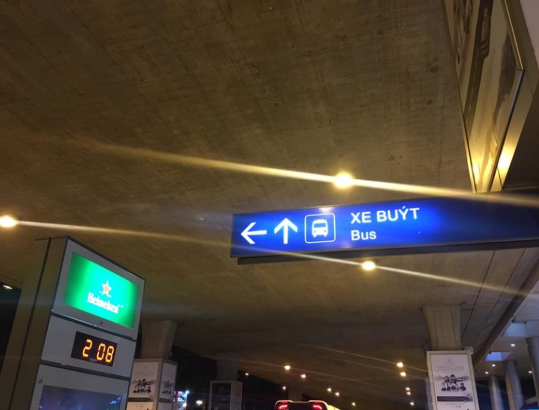 XE BUÝT
Bus
Heineken
2 08